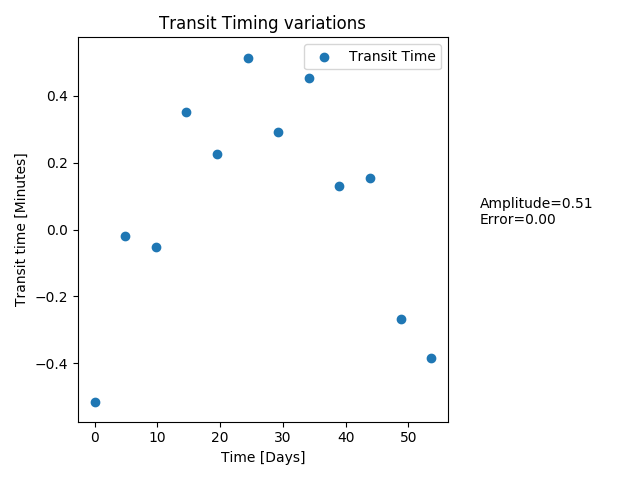 Transit Timing variations
Transit Time
0.4
0.2
0.0
−0.2
−0.4
Transit time [Minutes]
0
10
20
30
40
50
Time [Days]
Amplitude=0.51
Error=0.00